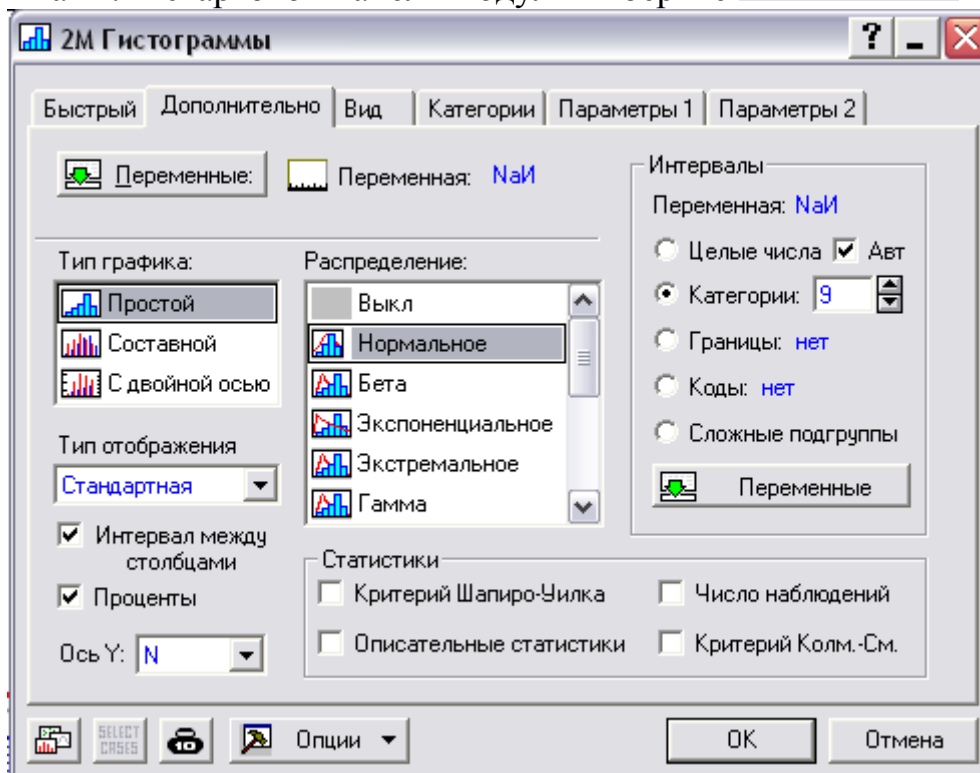 2М Гистограммы
Быстрый Дополнительно Вид Категории Параметры 1 Параметры 2
Переменные:
Переменная: NaИ
Тип графика:
Простой
Составной
С двойной осью
Тип отображения
Стандартная
Интервал между
столбцами
Проценты
Ось Y: N
Распределение:
Выкл
Нормальное
Бета
Экспоненциальное
Экстремальное
Гамма
Интервалы
Переменная: NaИ
Целые числа Авт
Категории: 9
Границы: нет
Коды: нет
Сложные подгруппы
Переменные
Статистики
Критерий Шапиро-Уилка
Число наблюдений
Описательные статистики
Критерий Колм.-См.
SELECT
CASES
Опции
OK
Отмена